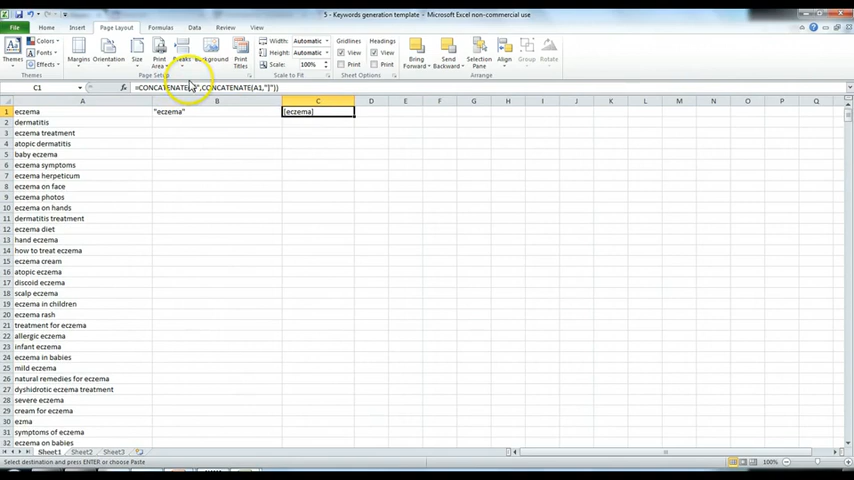 5 - Keywords generation template - Microsoft Excel non-commercial use
File Home Insert Page Layout Formulas Data Review View
Themes Colors Fonts Effects Margins Orientation Size Print Area Breaks Background Print Titles Width: Automatic Height: Automatic Scale: 100% Gridlines View Print Headings View Print Bring Forward Send Backward Selection Pane Align Group Rotate
Themes Page Setup Scale to Fit Sheet Options Arrange
C1 fx ",CONCATENATE(A1,"]"))
A B C D E F G H I J K L M N O P Q
1 eczema "eczema" [eczema]
2 dermatitis
3 eczema treatment
4 atopic dermatitis
5 baby eczema
6 eczema symptoms
7 eczema herpeticum
8 eczema on face
9 eczema photos
10 eczema on hands
11 dermatitis treatment
12 eczema diet
13 hand eczema
14 how to treat eczema
15 eczema cream
16 atopic eczema
17 discoid eczema
18 scalp eczema
19 eczema in children
20 eczema rash
21 treatment for eczema
22 allergic eczema
23 infant eczema
24 eczema in babies
25 mild eczema
26 natural remedies for eczema
27 dyshidrotic eczema treatment
28 severe eczema
29 cream for eczema
30 ezma
31 symptoms of eczema
32 eczema on babies
Sheet1 Sheet2 Sheet3
Select destination and press ENTER or choose Paste 100%